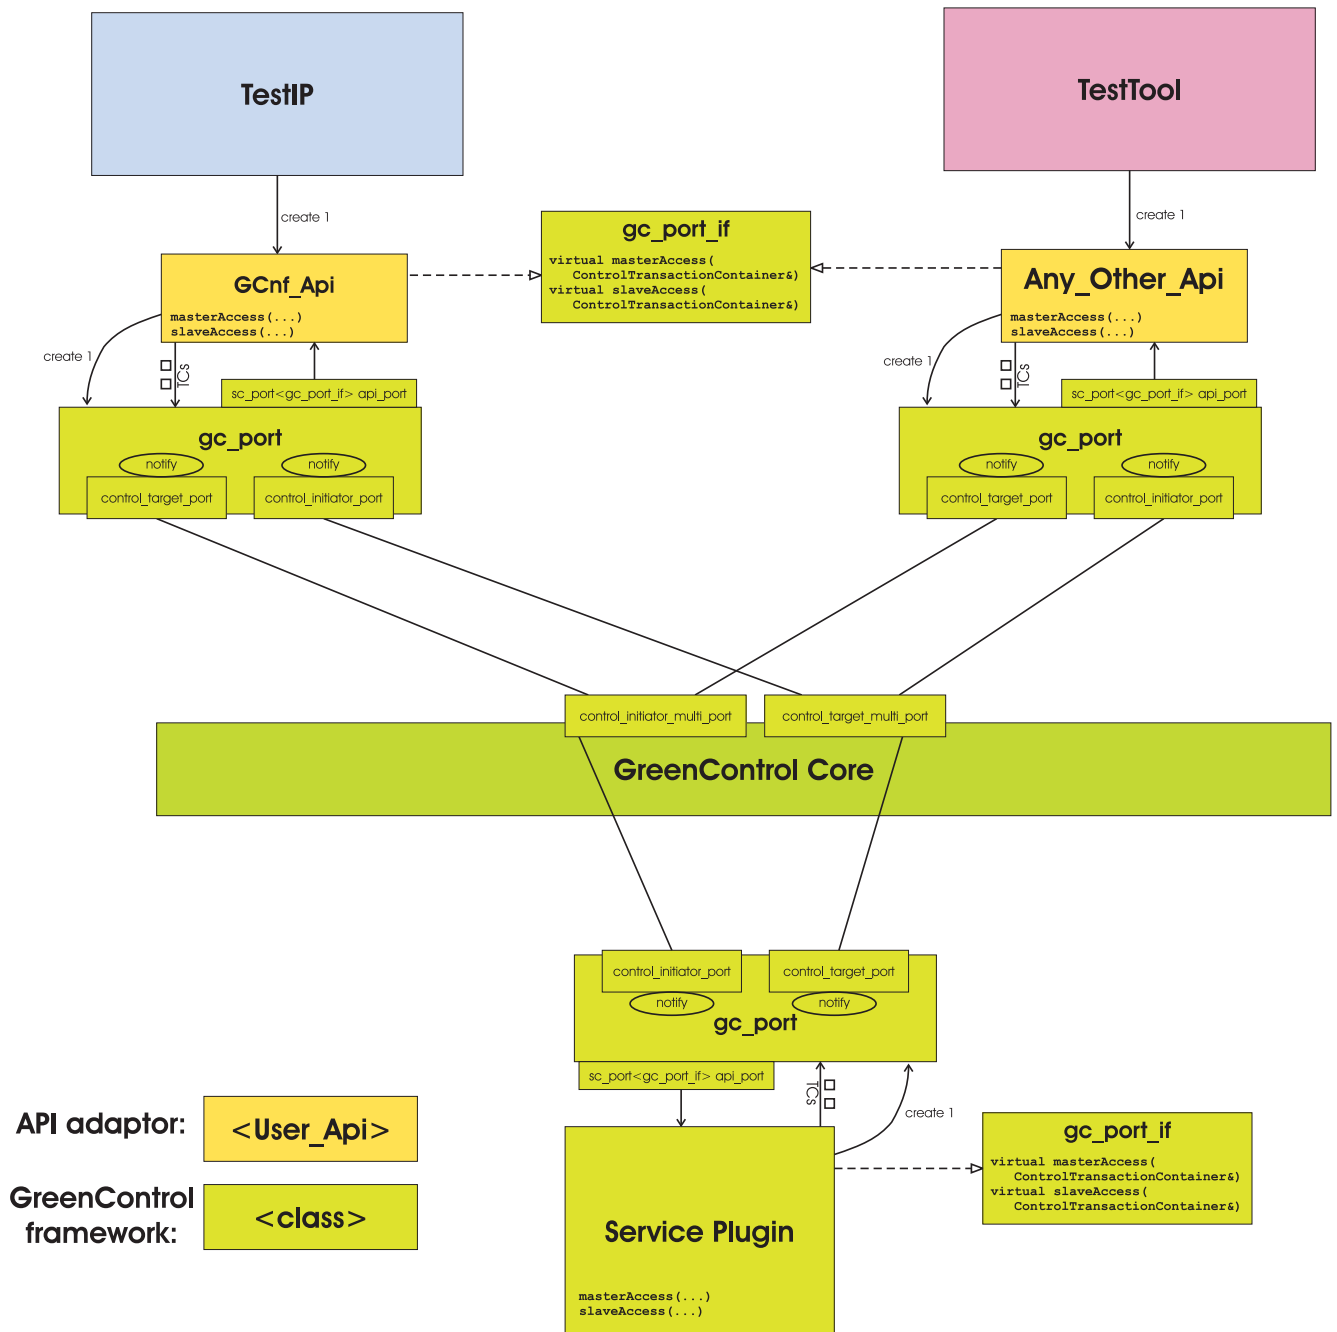 TestIP
TestTool
create 1
create 1
gc_port_if
virtual masterAccess(
ControlTransactionContainer&)
virtual slaveAccess(
ControlTransactionContainer&)
GCnf_Api
masterAccess(...)
slaveAccess(...)
Any_Other_Api
masterAccess(...)
slaveAccess(...)
create 1
TCs
create 1
TCs
sc_port<gc_port_if> api_port
sc_port<gc_port_if> api_port
gc_port
gc_port
notify
notify
notify
notify
control_target_port
control_initiator_port
control_target_port
control_initiator_port
control_initiator_multi_port
control_target_multi_port
GreenControl Core
control_initiator_port
control_target_port
notify
notify
gc_port
sc_port<gc_port_if> api_port
TCs
create 1
API adaptor:
<User_Api>
GreenControl
framework:
<class>
gc_port_if
virtual masterAccess(
ControlTransactionContainer&)
virtual slaveAccess(
ControlTransactionContainer&)
Service Plugin
masterAccess(...)
slaveAccess(...)